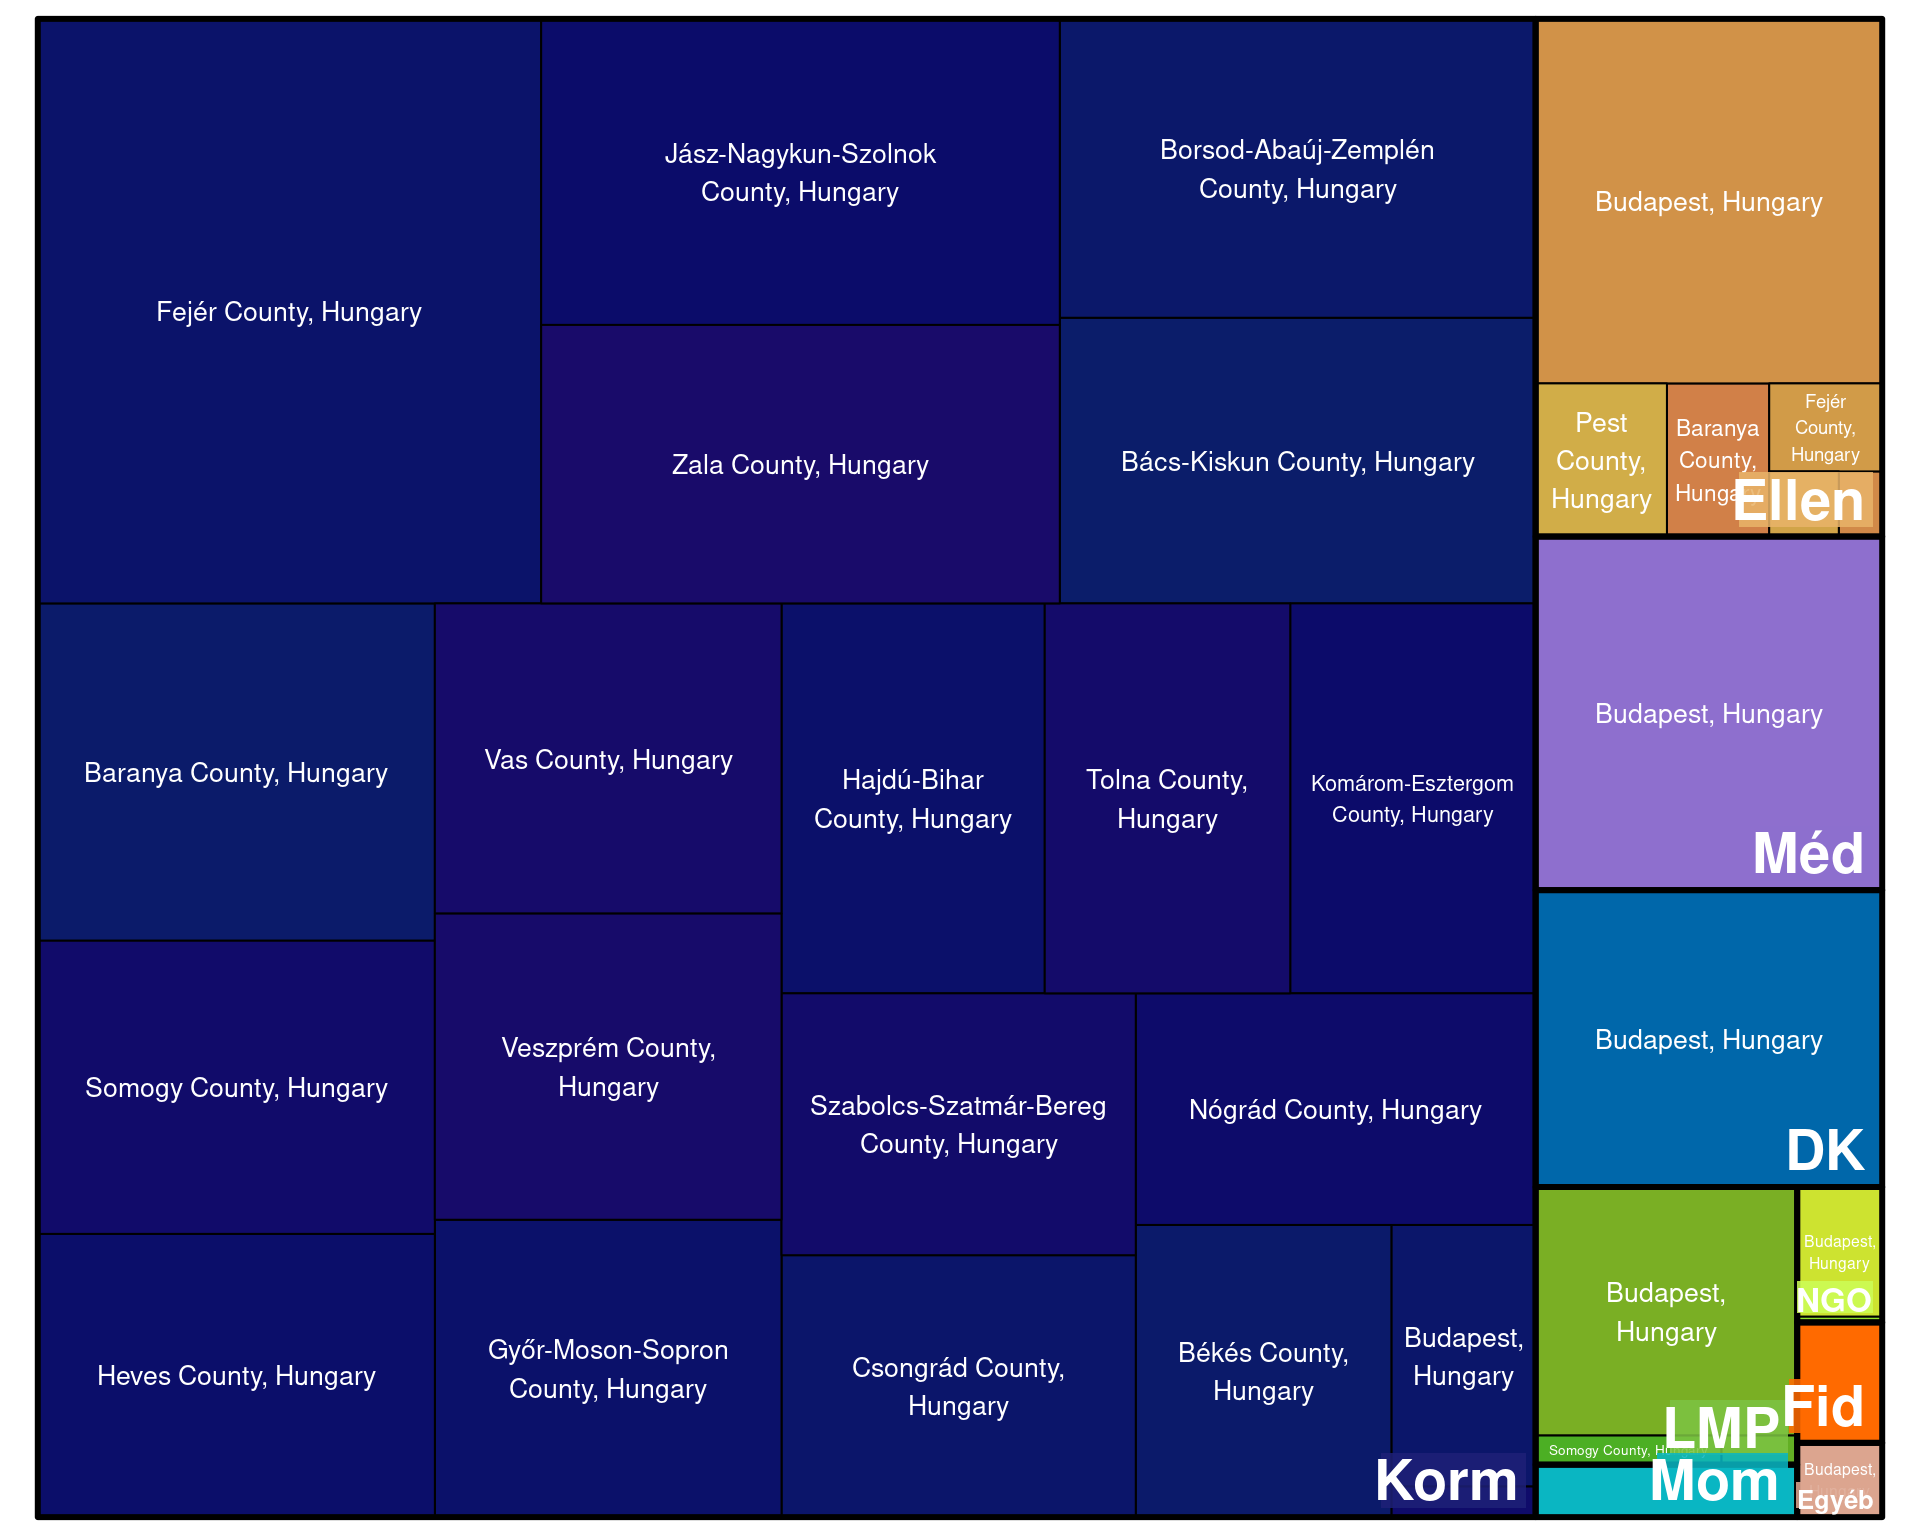 Fejér County, Hungary
Jász-Nagykun-Szolnok
County, Hungary
Borsod-Abaúj-Zemplén
County, Hungary
Zala County, Hungary
Bács-Kiskun County, Hungary
Baranya County, Hungary
Vas County, Hungary
Hajdú-Bihar
County, Hungary
Tolna County,
Hungary
Komárom-Esztergom
County, Hungary
Somogy County, Hungary
Veszprém County,
Hungary
Szabolcs-Szatmár-Bereg
County, Hungary
Nógrád County, Hungary
Heves County, Hungary
Győr-Moson-Sopron
County, Hungary
Csongrád County,
Hungary
Békés County,
Hungary
Budapest,
Hungary
Korm
Budapest, Hungary
Pest
County,
Hungary
Baranya
County,
Hungary
Fejér
County,
Hungary
Ellen
Budapest, Hungary
Méd
Budapest, Hungary
DK
Budapest,
Hungary
LMP
Somogy County, Hungary
Mom
Budapest,
Hungary
NGO
Fid
Budapest,
Egyéb